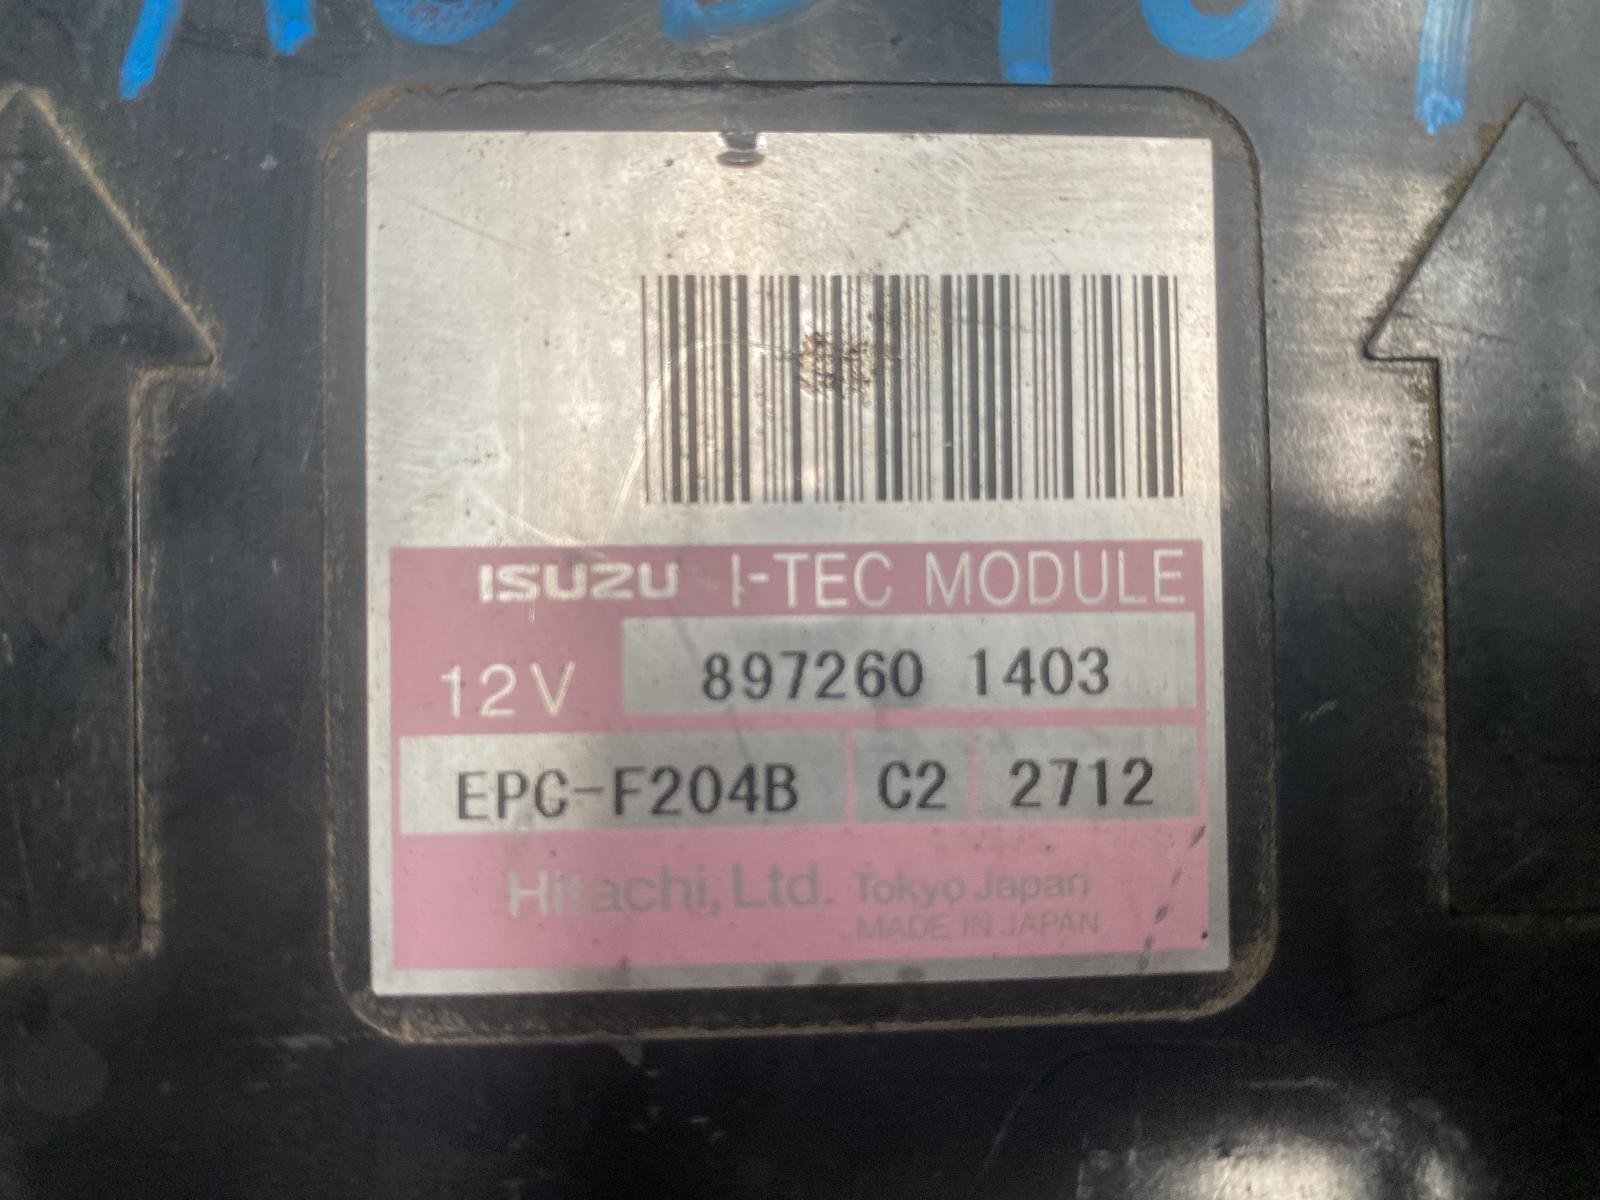 ISUZU I-TEC MODULE
12V 897260 1403
EPC-F204B C2 2712
Hitachi, Ltd. Tokyo Japan
MADE IN JAPAN